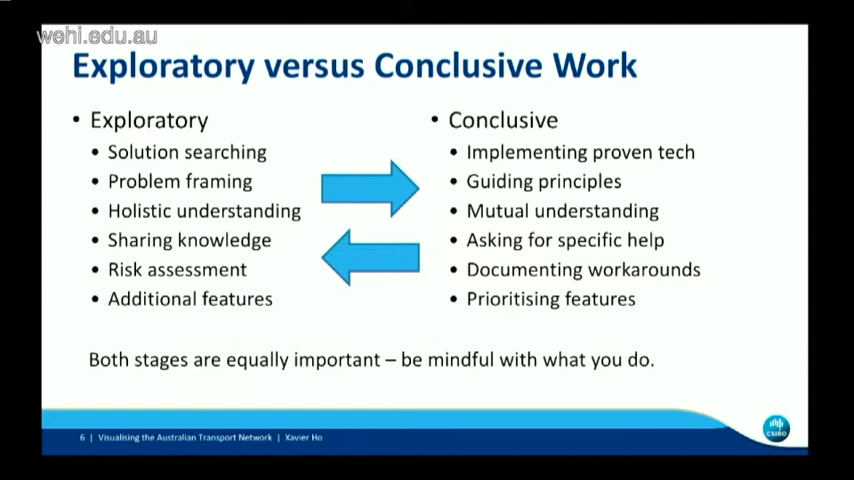 wehi.edu.au
Exploratory versus Conclusive Work
• Exploratory
• Solution searching
• Problem framing
• Holistic understanding
• Sharing knowledge
• Risk assessment
• Additional features
• Conclusive
• Implementing proven tech
• Guiding principles
• Mutual understanding
• Asking for specific help
• Documenting workarounds
• Prioritising features
Both stages are equally important – be mindful with what you do.
6 | Visualising the Australian Transport Network | Xavier Ho
CSIRO